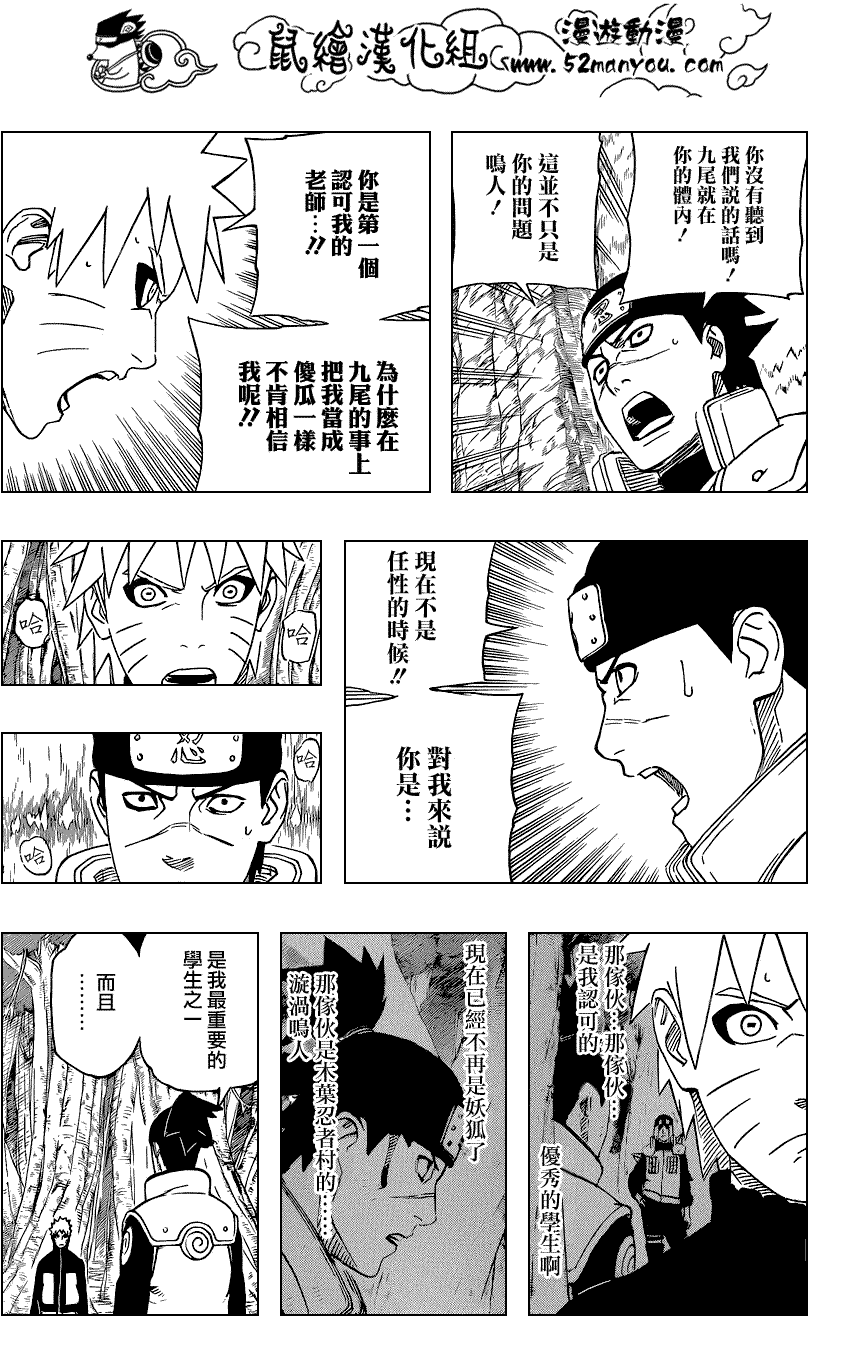 鼠繪漢化組
漫遊動漫
www.52manyou.com
你沒有聽到
我們說的話嗎!
九尾就在
你的體內!
這並不只是
你的問題
鳴人!
忍
你是第一個
認可我的
老師…!!
為什麼在
九尾的事上
把我當成
傻瓜一樣
不肯相信
我呢!!
現在不是
任性的時候!!
對我來說
你是…
哈
哈
忍
哈
哈
那傢伙…那傢伙…
是我認可的
優秀的學生啊
現在已經不再是妖狐了
那傢伙是木葉忍者村的……
漩渦鳴人
是我最重要的
學生之一
而且
………